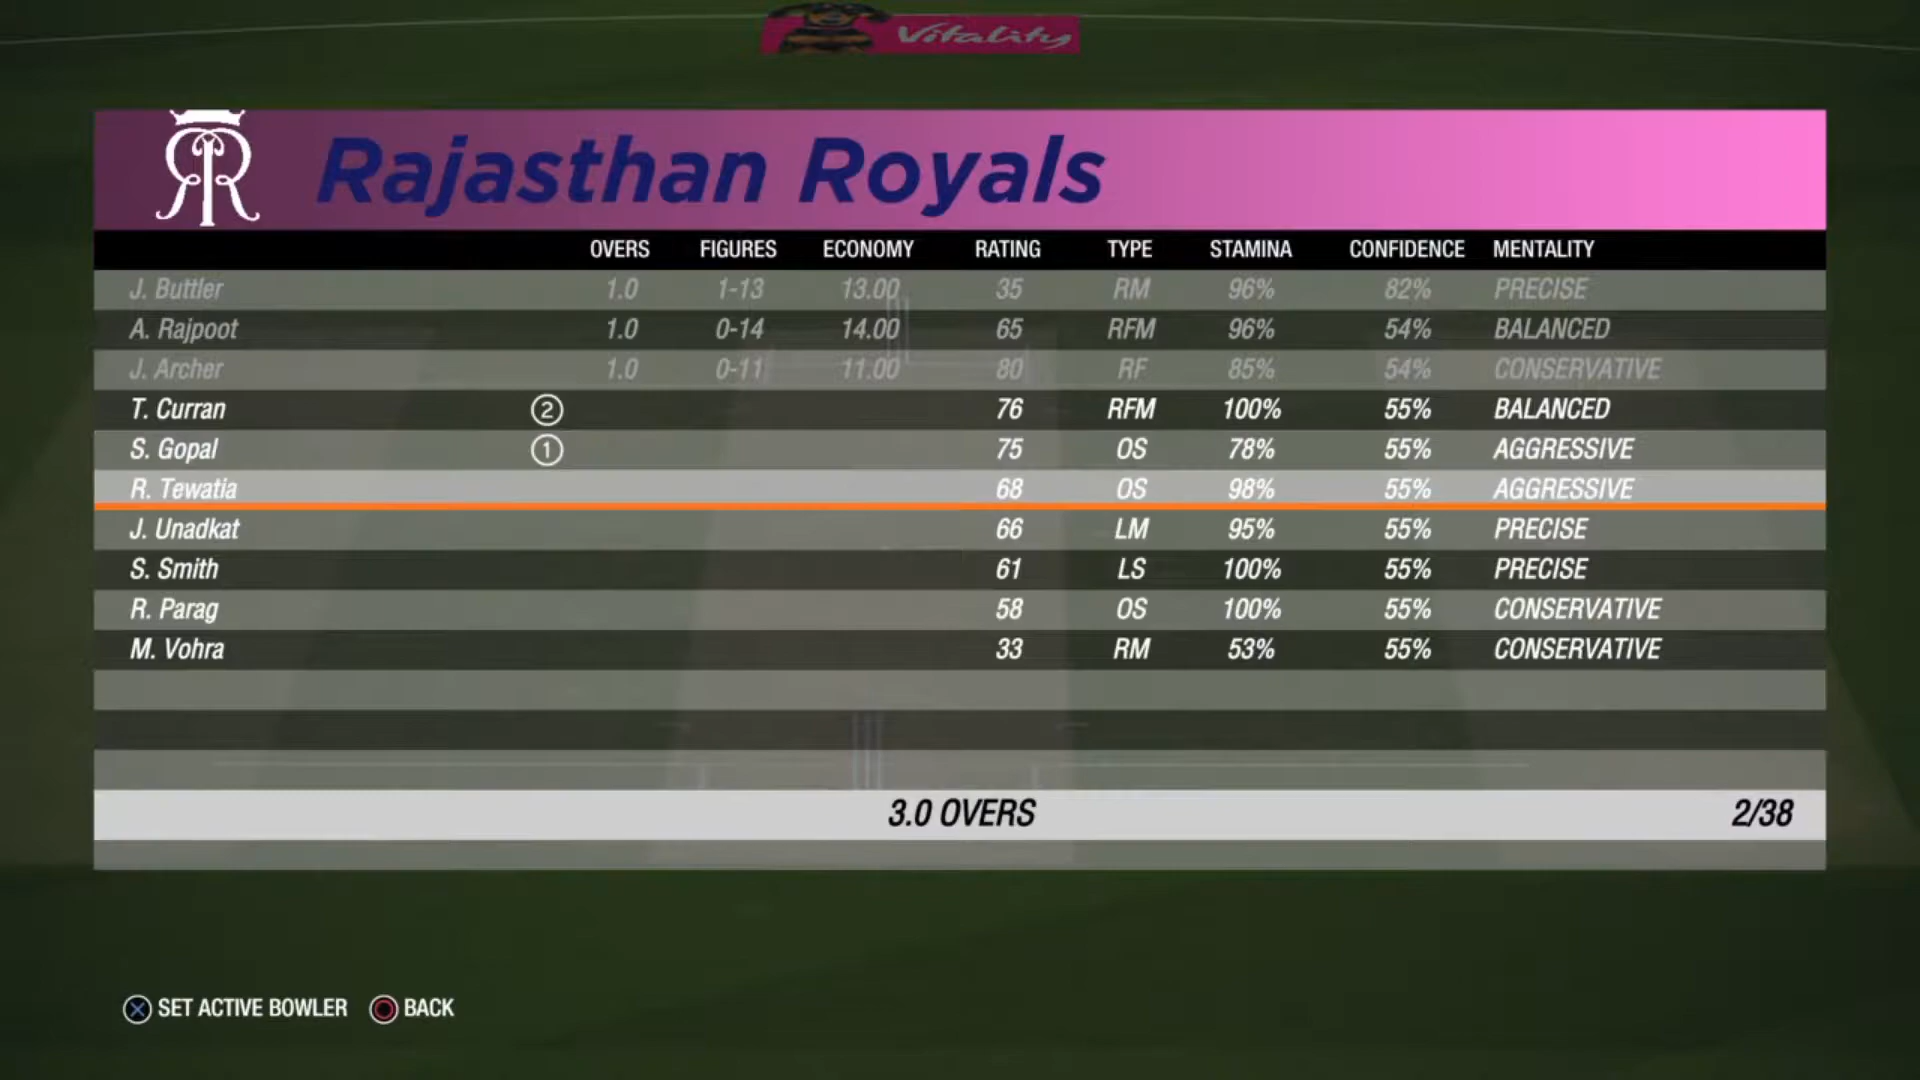 Vitality
Rajasthan Royals
OVERS FIGURES ECONOMY RATING TYPE STAMINA CONFIDENCE MENTALITY
J. Buttler 1.0 1-13 13.00 35 RM 96% 82% PRECISE
A. Rajpoot 1.0 0-14 14.00 65 RFM 96% 54% BALANCED
J. Archer 1.0 0-11 11.00 80 RF 85% 54% CONSERVATIVE
T. Curran 2 76 RFM 100% 55% BALANCED
S. Gopal 1 75 OS 78% 55% AGGRESSIVE
R. Tewatia 68 OS 98% 55% AGGRESSIVE
J. Unadkat 66 LM 95% 55% PRECISE
S. Smith 61 LS 100% 55% PRECISE
R. Parag 58 OS 100% 55% CONSERVATIVE
M. Vohra 33 RM 53% 55% CONSERVATIVE
3.0 OVERS 2/38
SET ACTIVE BOWLER BACK